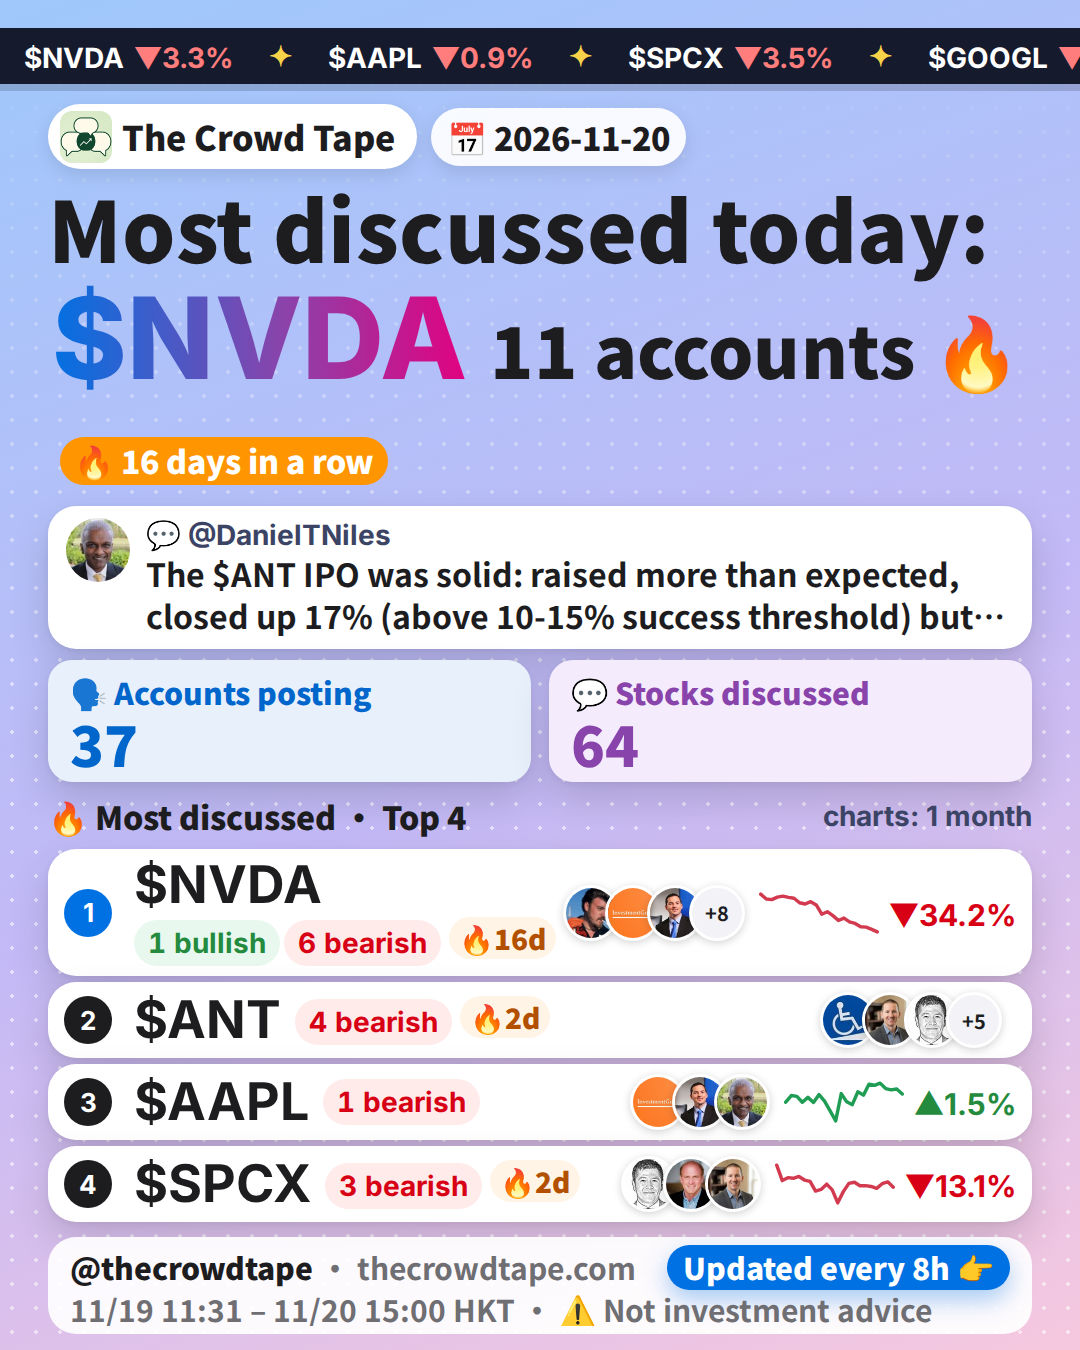 $NVDA ▼3.3% ✦ $AAPL ▼0.9% ✦ $SPCX ▼3.5% ✦ $GOOGL ▼
The Crowd Tape 📅 2026-11-20
Most discussed today:
$NVDA 11 accounts 🔥
🔥 16 days in a row
💬 @DanielTNiles
The $ANT IPO was solid: raised more than expected,
closed up 17% (above 10-15% success threshold) but…
🗣️ Accounts posting
37
💬 Stocks discussed
64
🔥 Most discussed • Top 4
charts: 1 month
1 $NVDA
1 bullish 6 bearish 🔥16d
+8 ▼34.2%
2 $ANT 4 bearish 🔥2d +5
3 $AAPL 1 bearish ▲1.5%
4 $SPCX 3 bearish 🔥2d ▼13.1%
@thecrowdtape • thecrowdtape.com Updated every 8h 👉
11/19 11:31 – 11/20 15:00 HKT • ⚠️ Not investment advice